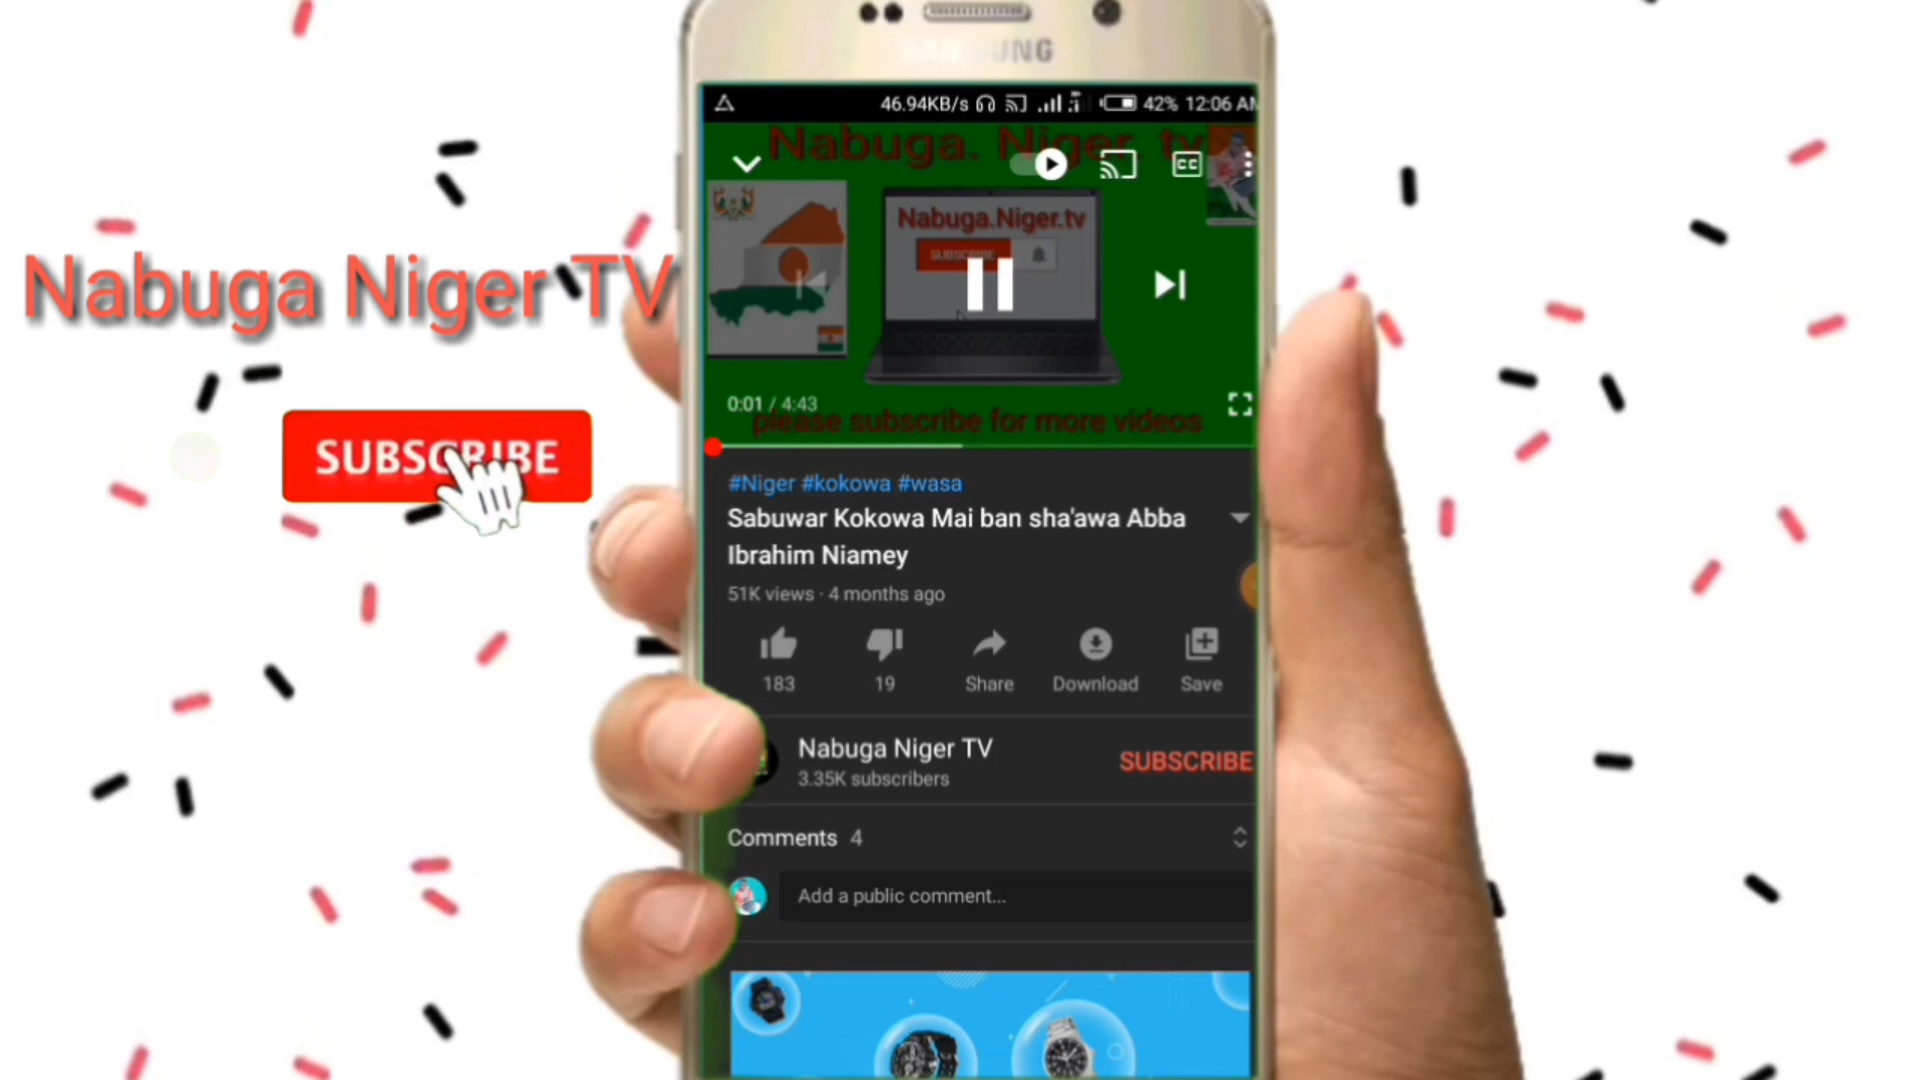 SAMSUNG
46.94KB/s 42% 12:06 AM
Nabuga. Niger. tv
CC
Nabuga.Niger.tv
SUBSCRIBE
0:01 / 4:43
please subscribe for more videos
Nabuga Niger TV
SUBSCRIBE
#Niger #kokowa #wasa
Sabuwar Kokowa Mai ban sha'awa Abba
Ibrahim Niamey
51K views · 4 months ago
183 19 Share Download Save
Nabuga Niger TV
3.35K subscribers
SUBSCRIBE
Comments 4
Add a public comment...